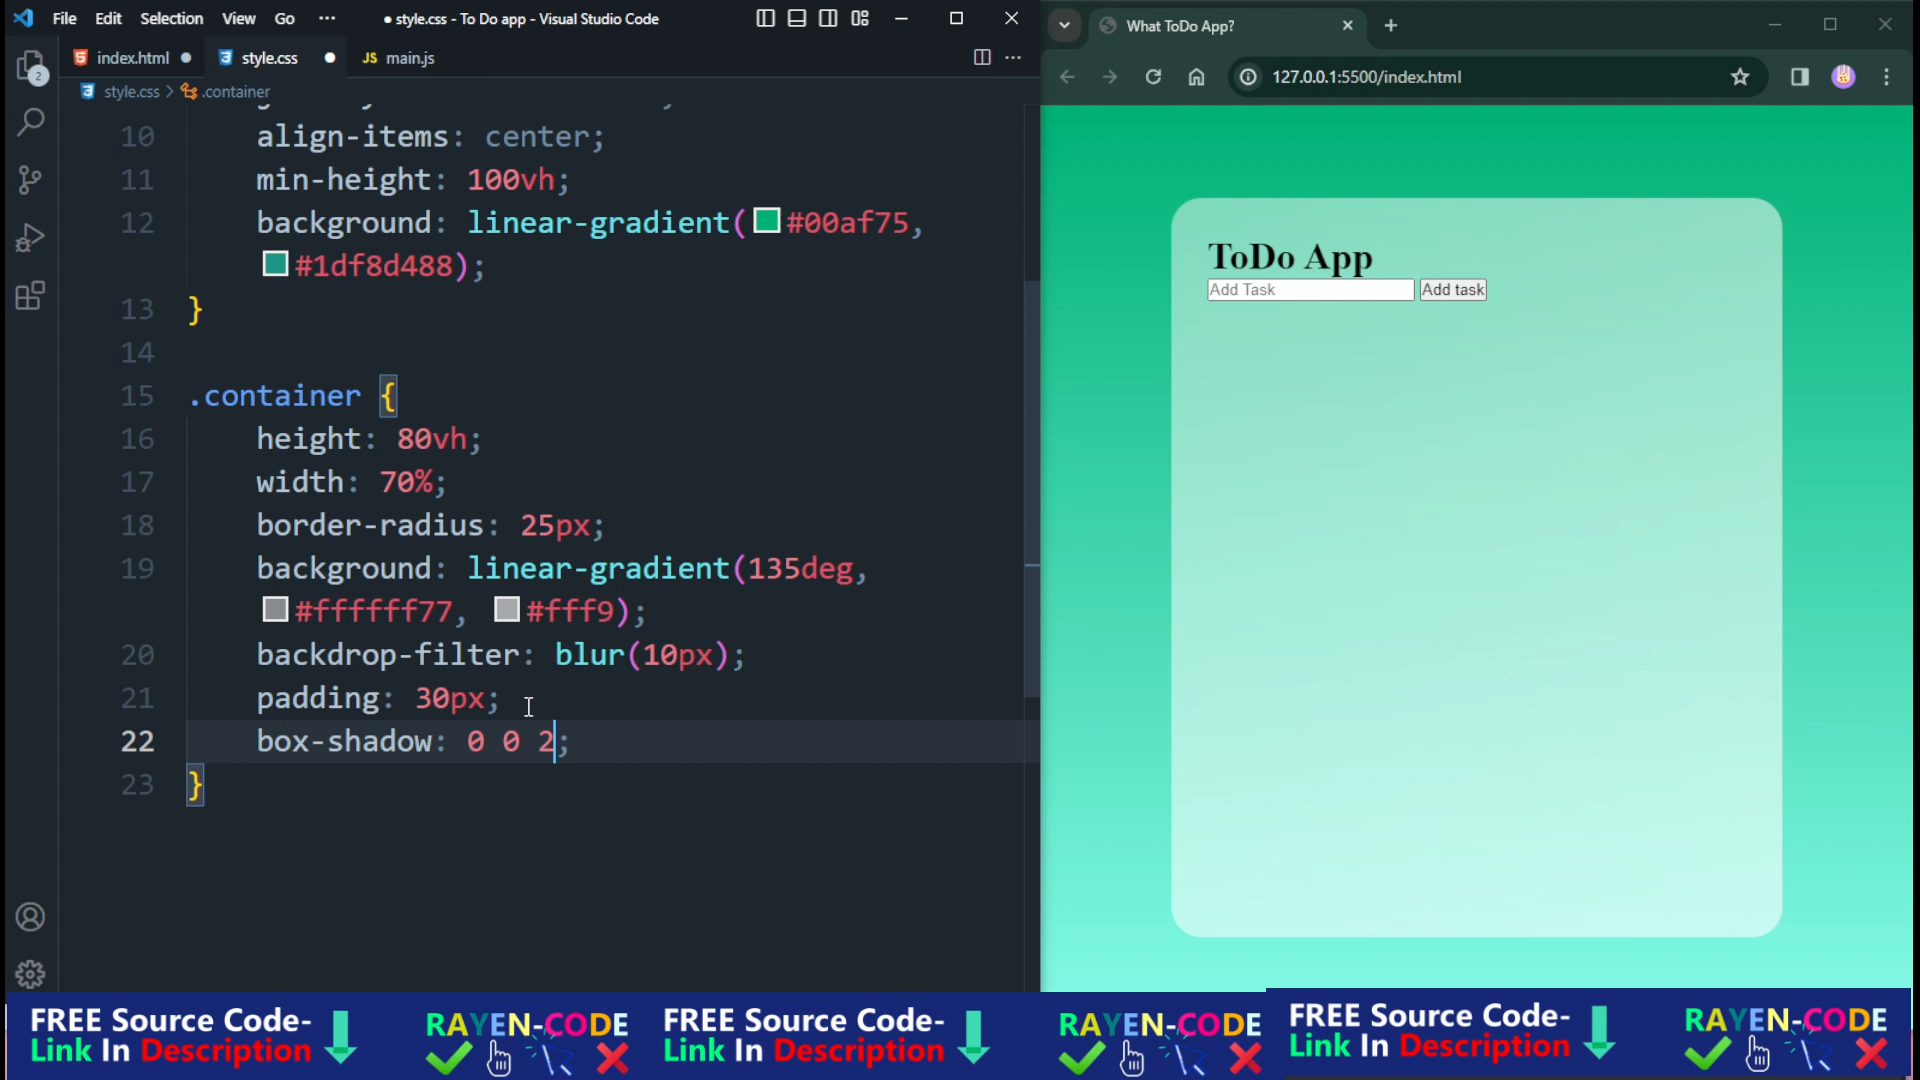 File Edit Selection View Go ··· ● style.css - To Do app - Visual Studio Code
index.html ● style.css ● JS main.js ···
style.css > .container
10 align-items: center;
11 min-height: 100vh;
12 background: linear-gradient(#00af75,
#1df8d488);
13 }
14
15 .container {
16 height: 80vh;
17 width: 70%;
18 border-radius: 25px;
19 background: linear-gradient(135deg,
#ffffff77, #fff9);
20 backdrop-filter: blur(10px);
21 padding: 30px;
22 box-shadow: 0 0 2;
23 }
2
What ToDo App?
127.0.0.1:5500/index.html
ToDo App
Add Task Add task
FREE Source Code-
Link In Description
RAYEN-CODE
FREE Source Code-
Link In Description
RAYEN-CODE
FREE Source Code-
Link In Description
RAYEN-CODE